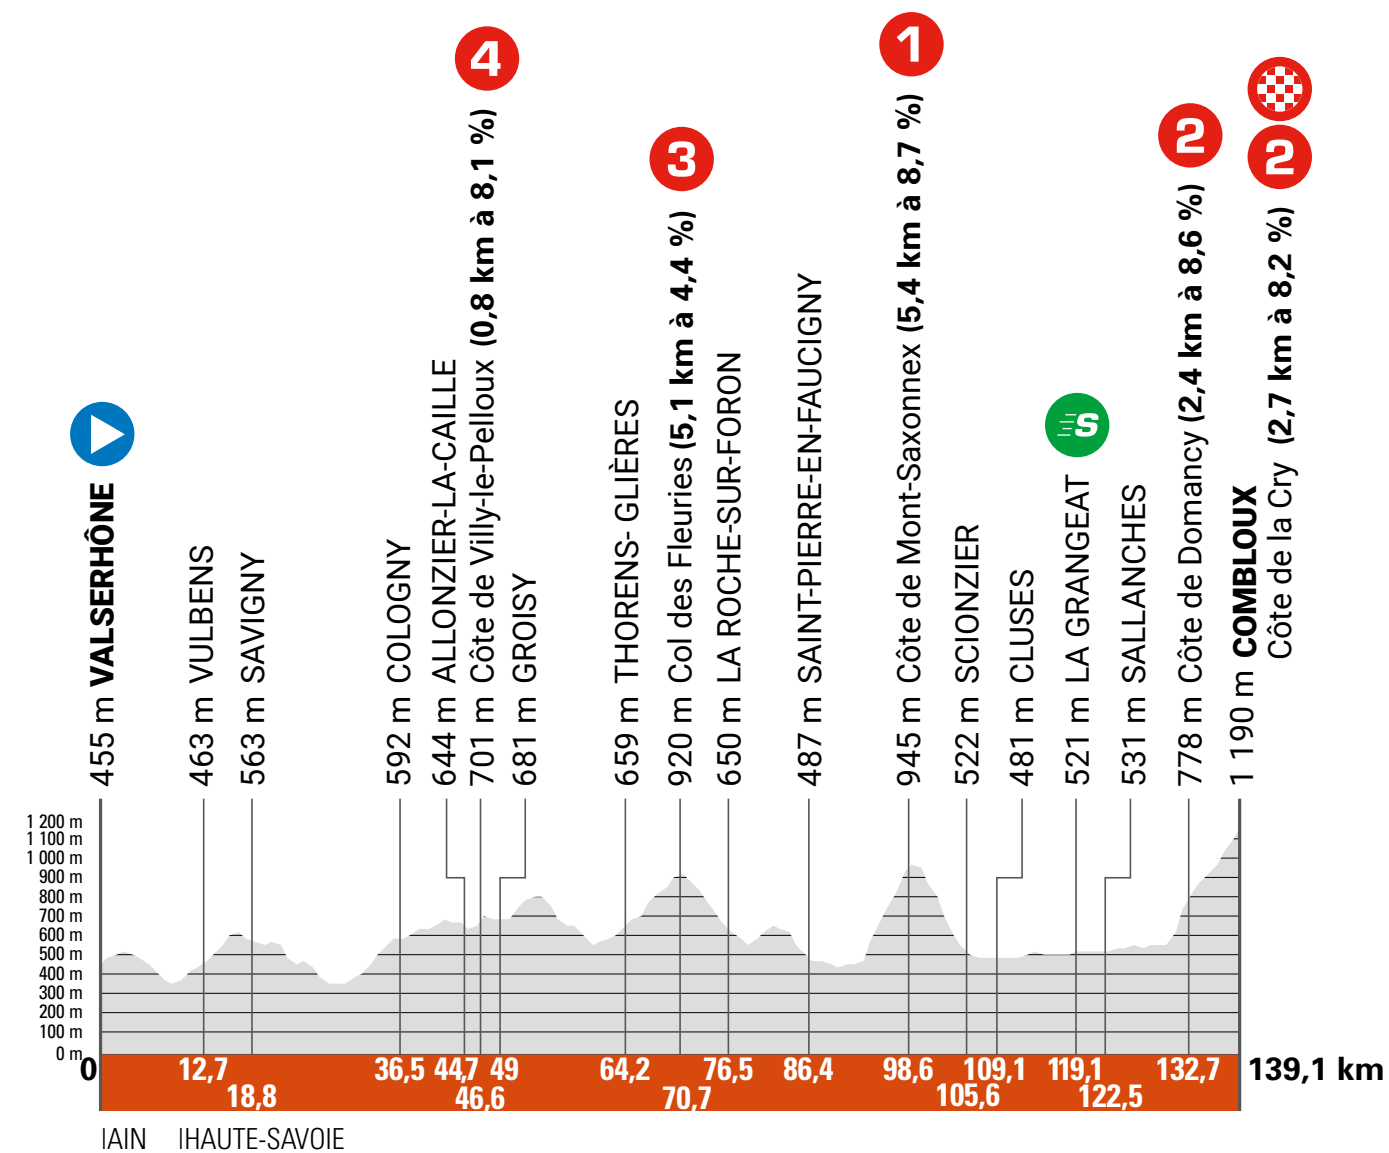 4
1
3
2
2
S
455 m VALSERHÔNE
463 m VULBENS
563 m SAVIGNY
592 m COLOGNY
644 m ALLONZIER-LA-CAILLE
701 m Côte de Villy-le-Pelloux (0,8 km à 8,1 %)
681 m GROISY
659 m THORENS- GLIÈRES
920 m Col des Fleuries (5,1 km à 4,4 %)
650 m LA ROCHE-SUR-FORON
487 m SAINT-PIERRE-EN-FAUCIGNY
945 m Côte de Mont-Saxonnex (5,4 km à 8,7 %)
522 m SCIONZIER
481 m CLUSES
521 m LA GRANGEAT
531 m SALLANCHES
778 m Côte de Domancy (2,4 km à 8,6 %)
1 190 m COMBLOUX
Côte de la Cry (2,7 km à 8,2 %)
1 200 m
1 100 m
1 000 m
900 m
800 m
700 m
600 m
500 m
400 m
300 m
200 m
100 m
0 m
0 12,7 36,5 44,7 49 64,2 76,5 86,4 98,6 109,1 119,1 132,7 139,1 km
18,8 46,6 70,7 105,6 122,5
AIN HAUTE-SAVOIE